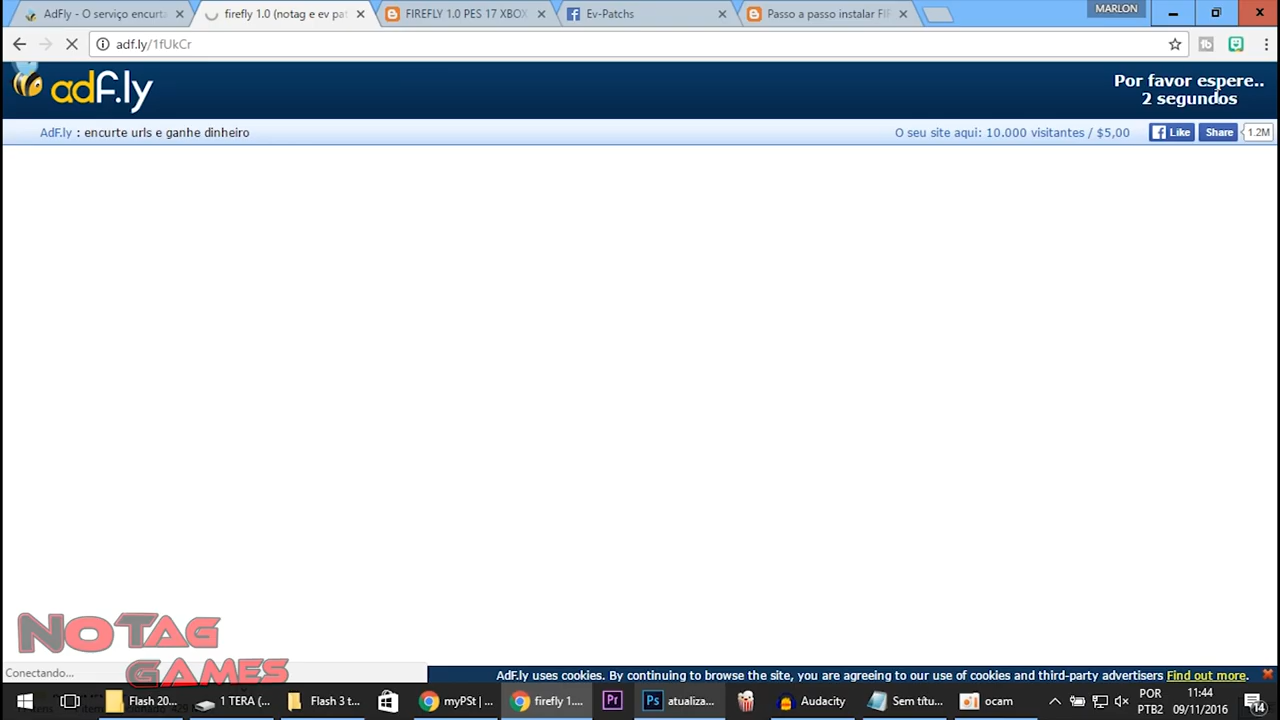 AdFly - O serviço encurt
firefly 1.0 (notag e ev pat
FIREFLY 1.0 PES 17 XBOX
Ev-Patchs
Passo a passo instalar FIF
MARLON
adf.ly/1fUkCr
adf.ly
Por favor espere..
2 segundos
AdF.ly : encurte urls e ganhe dinheiro
O seu site aqui: 10.000 visitantes / $5,00
Like
Share
1.2M
NoTag
Games
Conectando...
AdF.ly uses cookies. By continuing to browse the site, you are agreeing to our use of cookies and third-party advertisers Find out more.
Flash 20...
1 TERA (...
Flash 3 t...
myPSt | ...
firefly 1....
Pr
Ps
atualiza...
Audacity
Sem títu...
ocam
POR
PTB2
11:44
09/11/2016
14